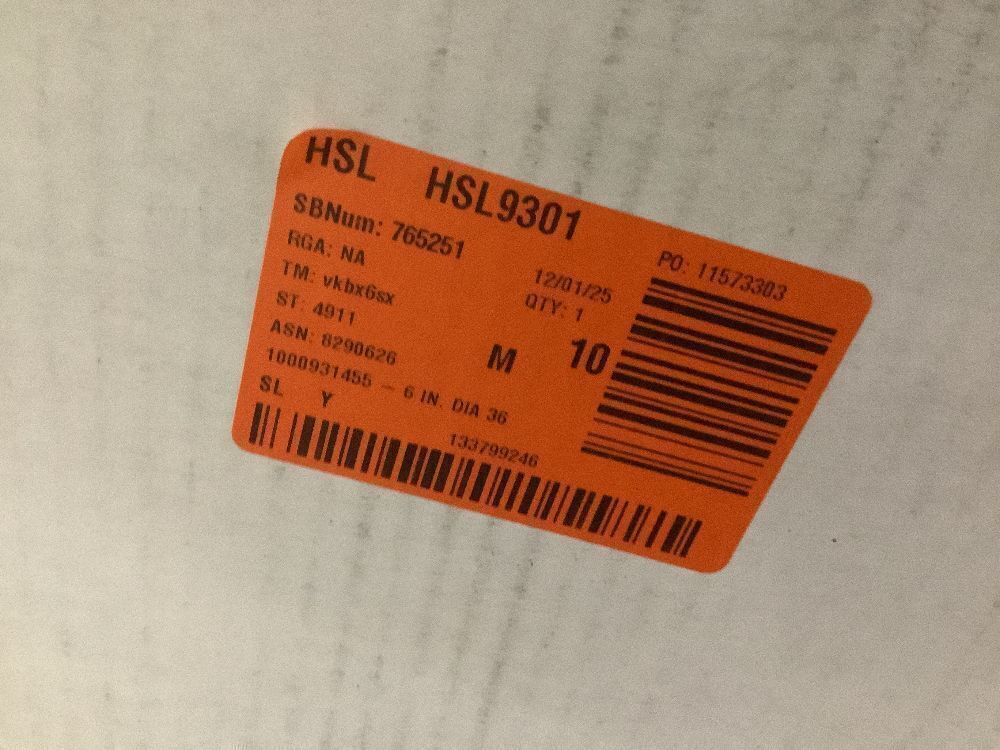 HSL HSL9301
SBNum: 765251
RGA: NA
TM: vkbx6sx
ST: 4911
ASN: 8290626
1000931455 – 6 IN. DIA 36
SL Y
12/01/25
QTY: 1
M 10
PO: 11573303
133799246